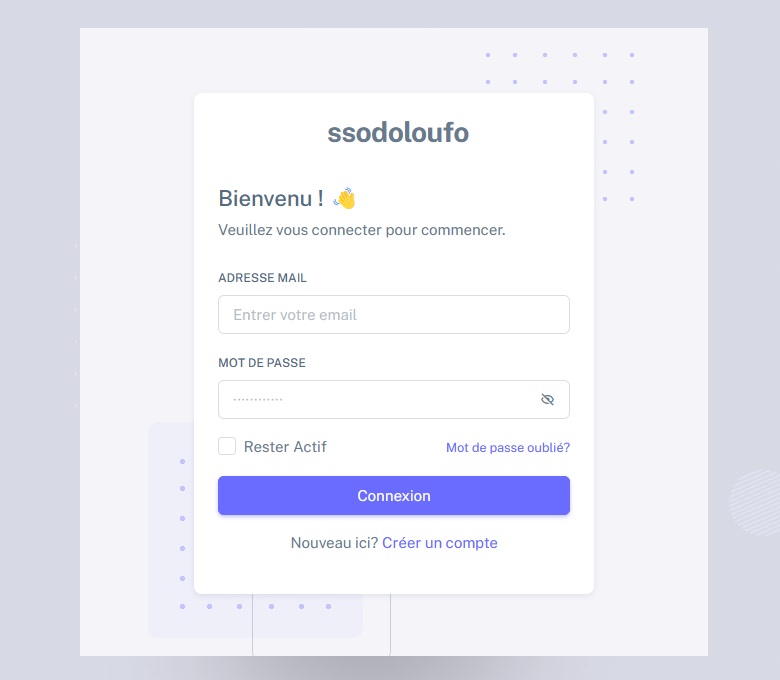 ssodoloufo
Bienvenu ! 👋
Veuillez vous connecter pour commencer.
ADRESSE MAIL
Entrer votre email
MOT DE PASSE
············
Rester Actif
Mot de passe oublié?
Connexion
Nouveau ici? Créer un compte